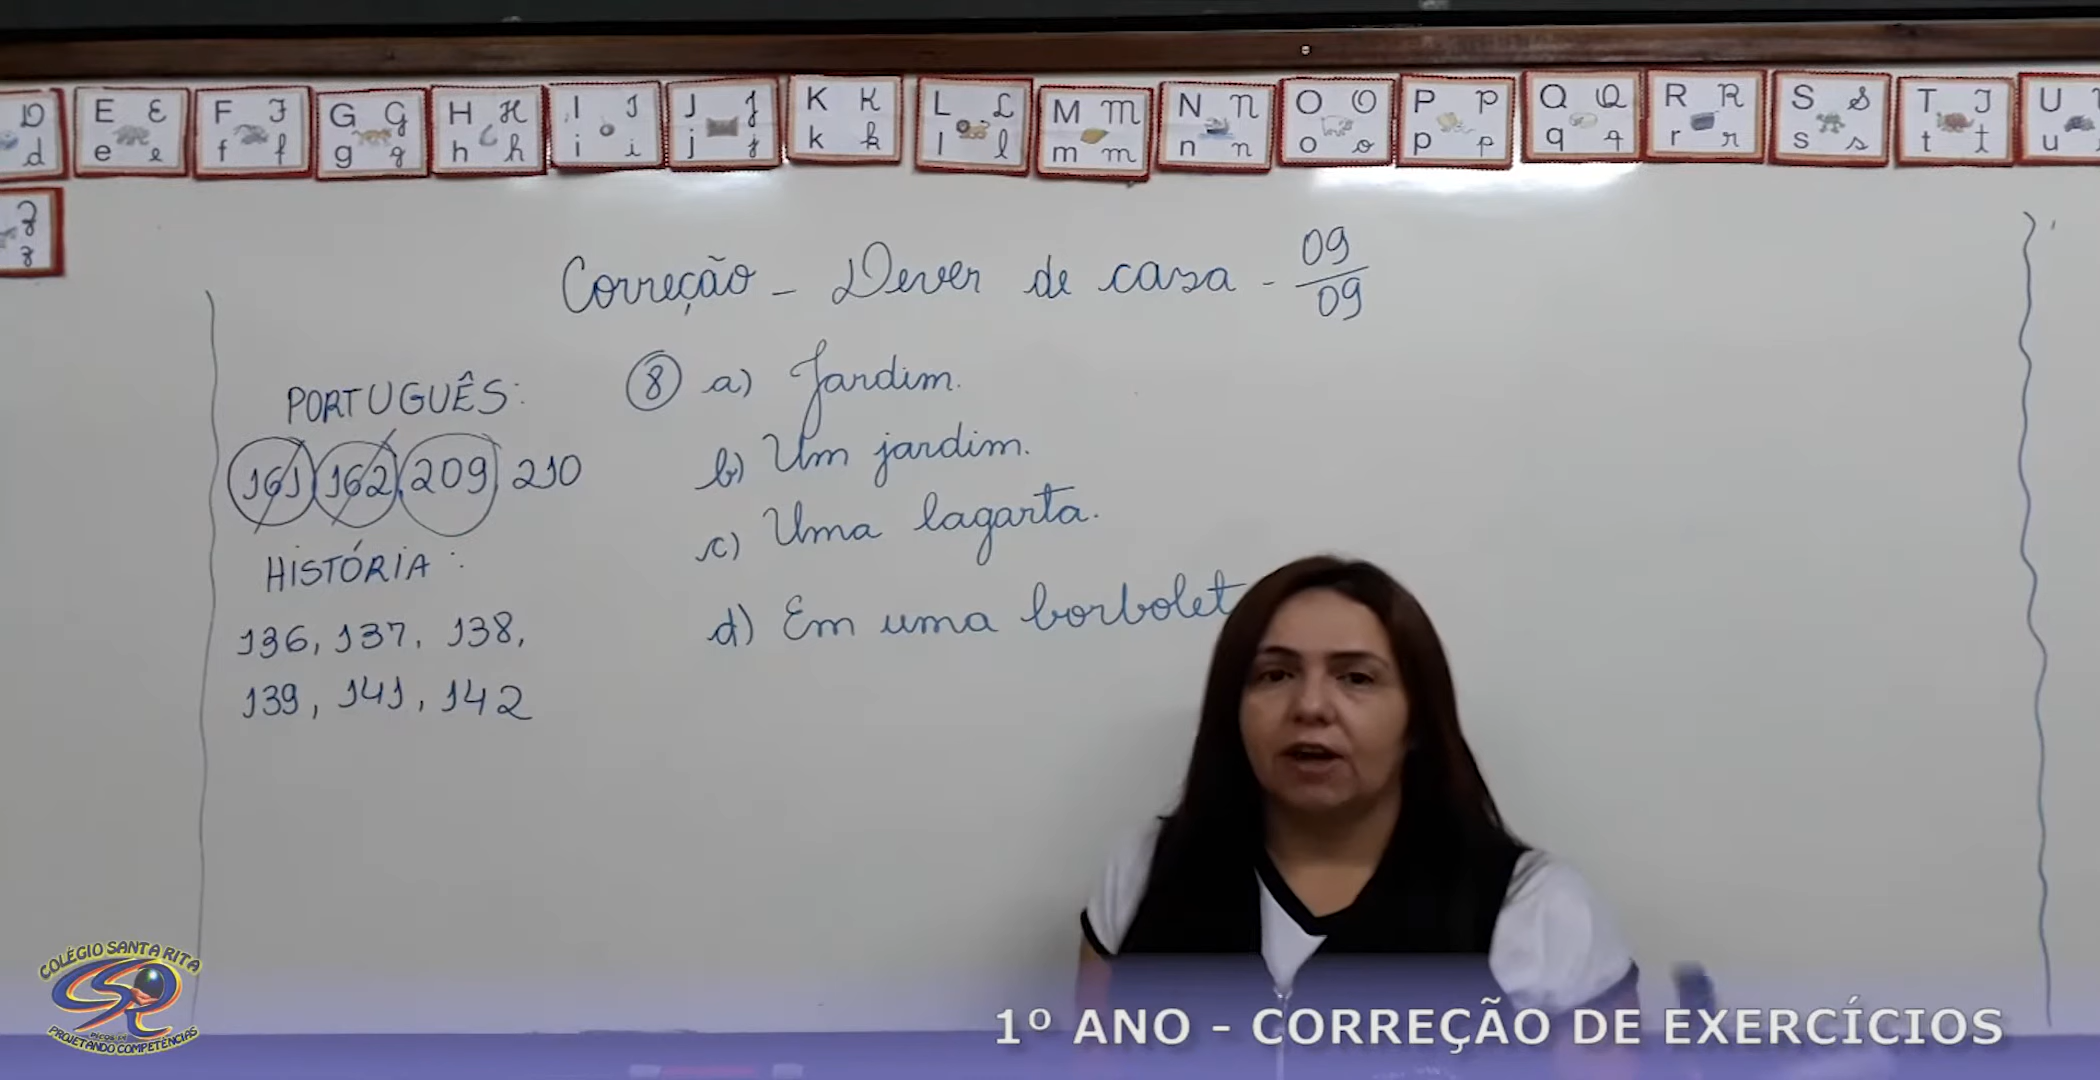 D
d
E E
e e
F F
f f
G G
g g
H H
h h
I I
i i
J J
j j
K K
k k
L L
l l
M M
m m
N N
n n
O O
o o
P P
p p
Q Q
q q
R R
r r
S S
s s
T T
t t
U
u
Z
z
Correção - Dever de casa - 09/09
PORTUGUÊS:
161, 162, 209, 210
HISTÓRIA:
136, 137, 138,
139, 141, 142
8 a) Jardim.
b) Um jardim.
c) Uma lagarta.
d) Em uma borbolet
COLÉGIO SANTA RITA
PROJETANDO COMPETÊNCIAS
1º ANO - CORREÇÃO DE EXERCÍCIOS